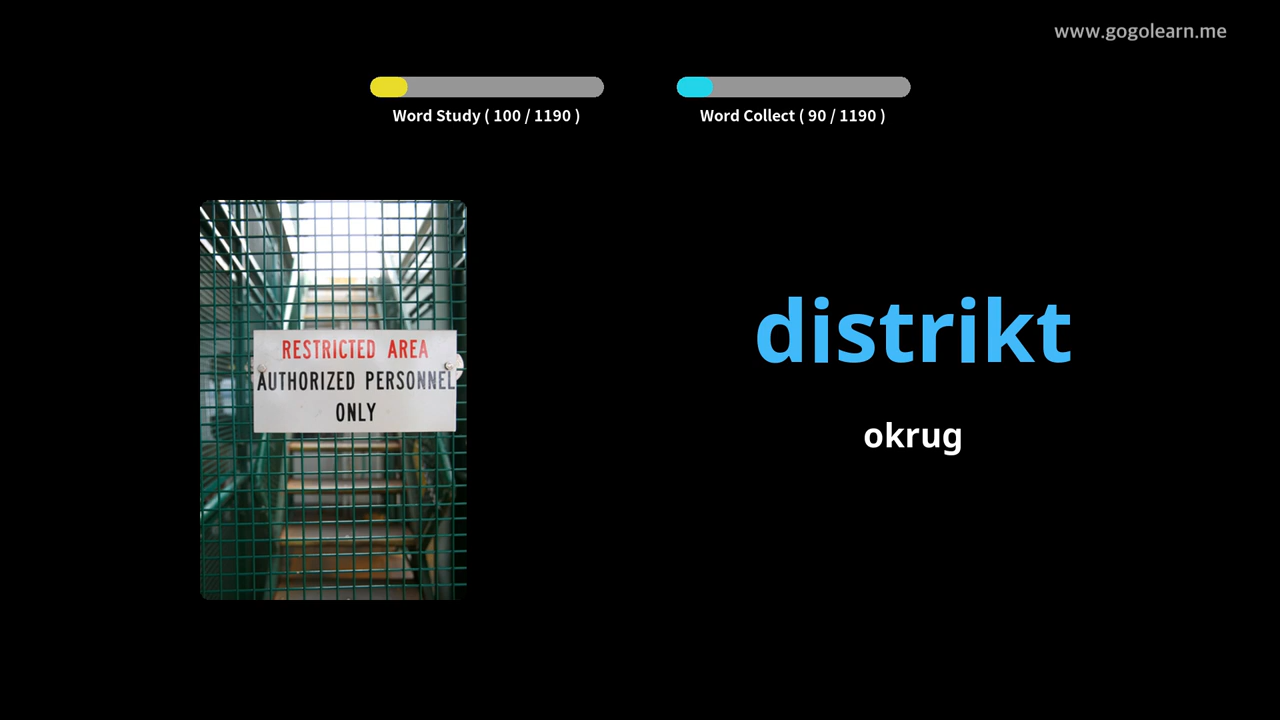 www.gogolearn.me
Word Study ( 100 / 1190 )
Word Collect ( 90 / 1190 )
RESTRICTED AREA
AUTHORIZED PERSONNEL
ONLY
distrikt
okrug